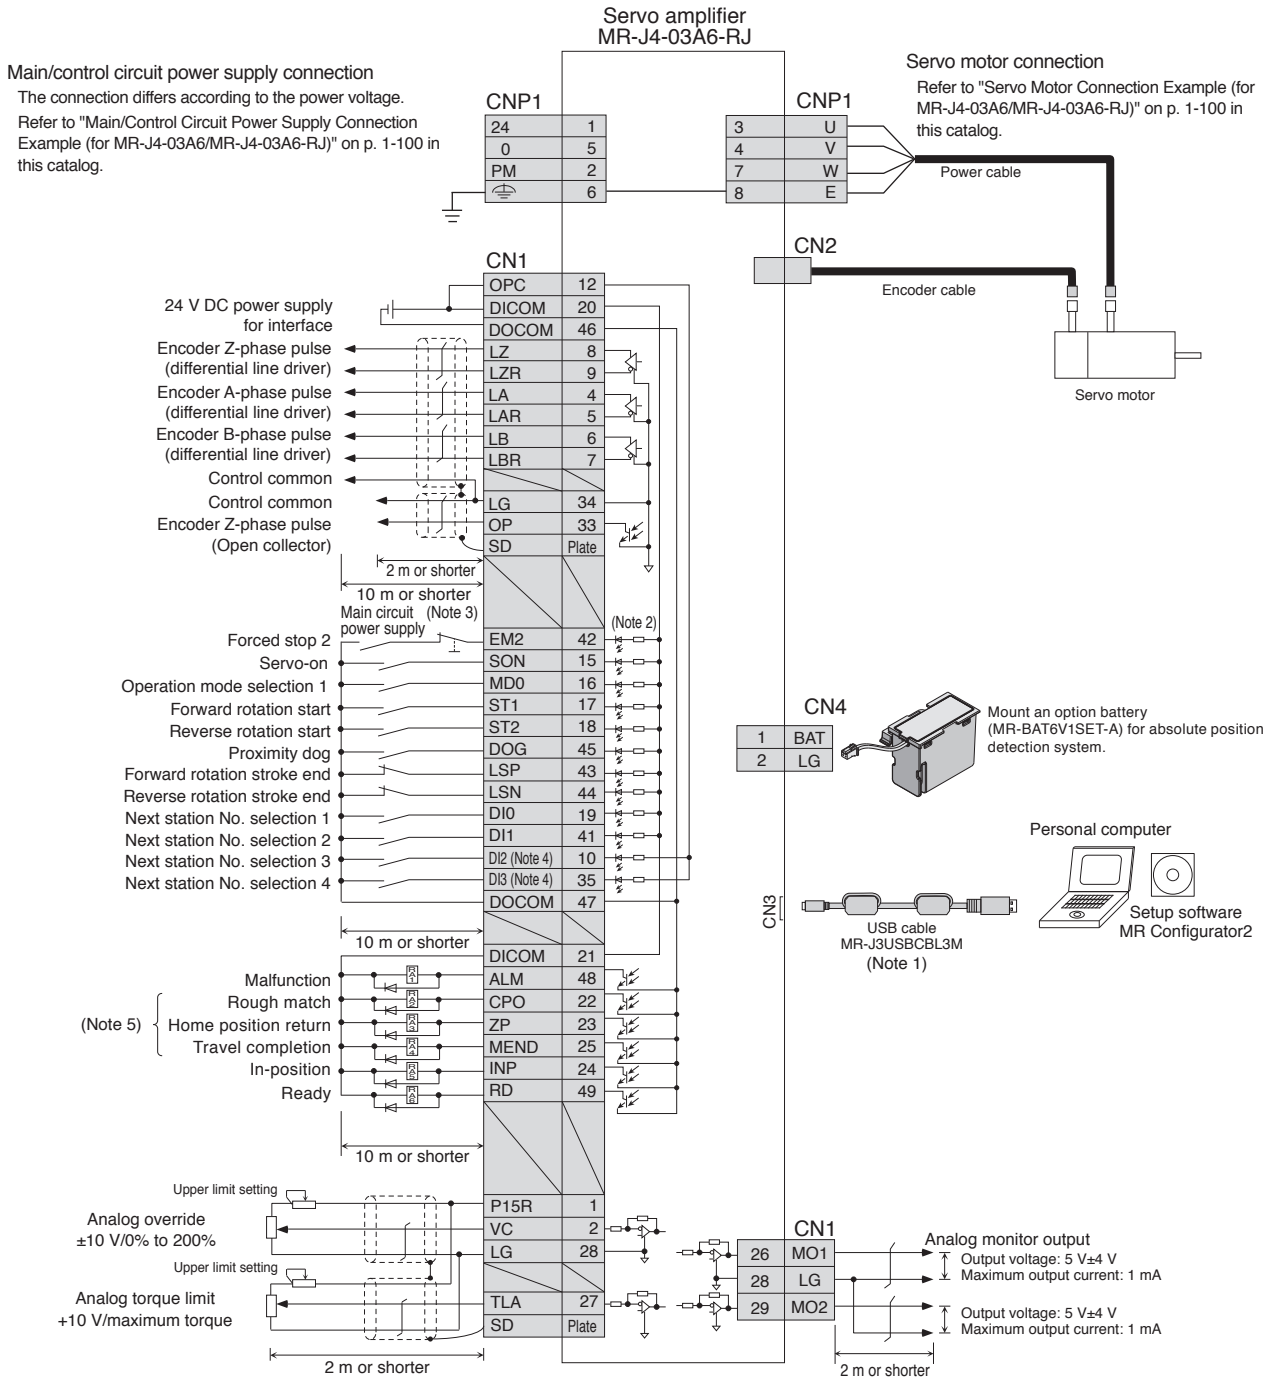 Servo amplifier
MR-J4-03A6-RJ
Main/control circuit power supply connection
The connection differs according to the power voltage.
Refer to "Main/Control Circuit Power Supply Connection
Example (for MR-J4-03A6/MR-J4-03A6-RJ)" on p. 1-100 in
this catalog.
Servo motor connection
Refer to "Servo Motor Connection Example (for
MR-J4-03A6/MR-J4-03A6-RJ)" on p. 1-100 in
this catalog.
CNP1
24 1
0 5
PM 2
6
CNP1
3 U
4 V
7 W
8 E
Power cable
CN2
Encoder cable
Servo motor
CN1
OPC 12
24 V DC power supply
for interface
DICOM 20
DOCOM 46
Encoder Z-phase pulse
(differential line driver)
LZ 8
LZR 9
Encoder A-phase pulse
(differential line driver)
LA 4
LAR 5
Encoder B-phase pulse
(differential line driver)
LB 6
LBR 7
Control common
Control common
LG 34
Encoder Z-phase pulse
(Open collector)
OP 33
SD Plate
2 m or shorter
10 m or shorter
Main circuit
power supply
(Note 3)
(Note 2)
Forced stop 2 EM2 42
Servo-on SON 15
Operation mode selection 1 MD0 16
Forward rotation start ST1 17
Reverse rotation start ST2 18
Proximity dog DOG 45
Forward rotation stroke end LSP 43
Reverse rotation stroke end LSN 44
Next station No. selection 1 DI0 19
Next station No. selection 2 DI1 41
Next station No. selection 3 DI2 (Note 4) 10
Next station No. selection 4 DI3 (Note 4) 35
DOCOM 47
10 m or shorter
DICOM 21
Malfunction RA1 ALM 48
Rough match RA2 CPO 22
(Note 5)
Home position return RA3 ZP 23
Travel completion RA4 MEND 25
In-position RA5 INP 24
Ready RA6 RD 49
10 m or shorter
Upper limit setting
P15R 1
Analog override
±10 V/0% to 200%
VC 2
LG 28
Upper limit setting
Analog torque limit
+10 V/maximum torque
TLA 27
SD Plate
2 m or shorter
CN4
1 BAT
2 LG
Mount an option battery
(MR-BAT6V1SET-A) for absolute position
detection system.
Personal computer
CN3
USB cable
MR-J3USBCBL3M
(Note 1)
Setup software
MR Configurator2
CN1
26 MO1
28 LG
29 MO2
Analog monitor output
Output voltage: 5 V±4 V
Maximum output current: 1 mA
Output voltage: 5 V±4 V
Maximum output current: 1 mA
2 m or shorter